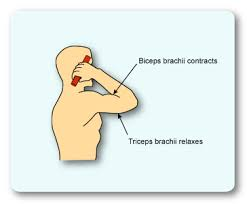 Biceps brachii contracts
Triceps brachii relaxes